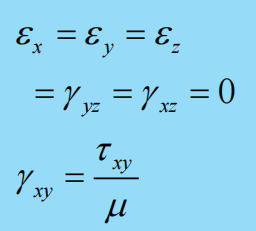 ε_x = ε_y = ε_z
= γ_yz = γ_xz = 0
γ_xy = τ_xy / μ